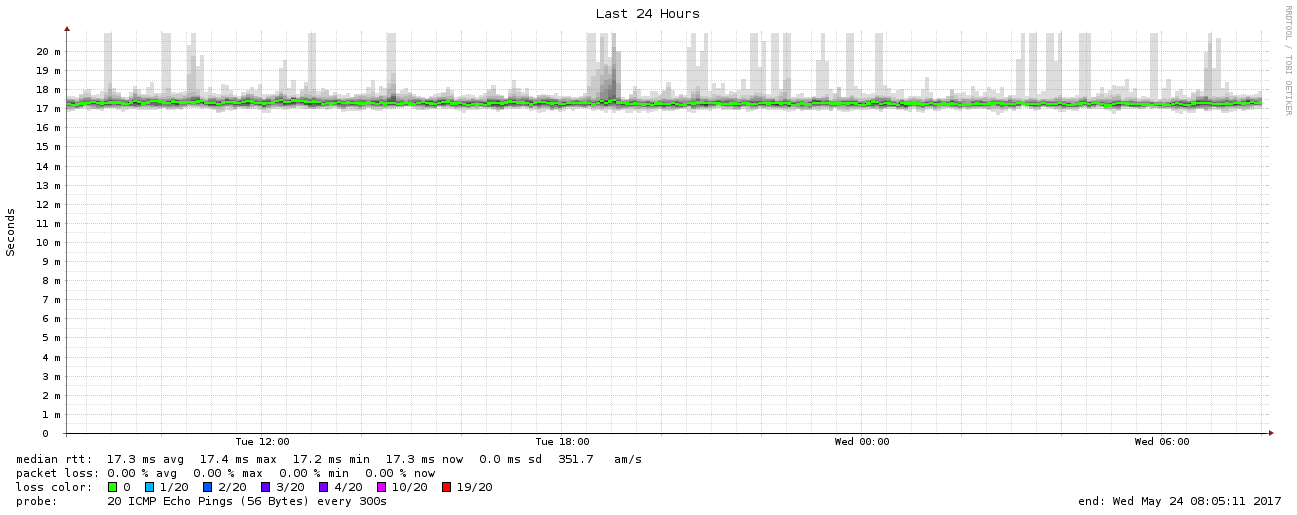 Last 24 Hours
RRDTOOL / TOBI OETIKER
Seconds
20 m
19 m
18 m
17 m
16 m
15 m
14 m
13 m
12 m
11 m
10 m
9 m
8 m
7 m
6 m
5 m
4 m
3 m
2 m
1 m
0
Tue 12:00 Tue 18:00 Wed 00:00 Wed 06:00
median rtt: 17.3 ms avg 17.4 ms max 17.2 ms min 17.3 ms now 0.0 ms sd 351.7 am/s
packet loss: 0.00 % avg 0.00 % max 0.00 % min 0.00 % now
loss color: 0 1/20 2/20 3/20 4/20 10/20 19/20
probe: 20 ICMP Echo Pings (56 Bytes) every 300s end: Wed May 24 08:05:11 2017